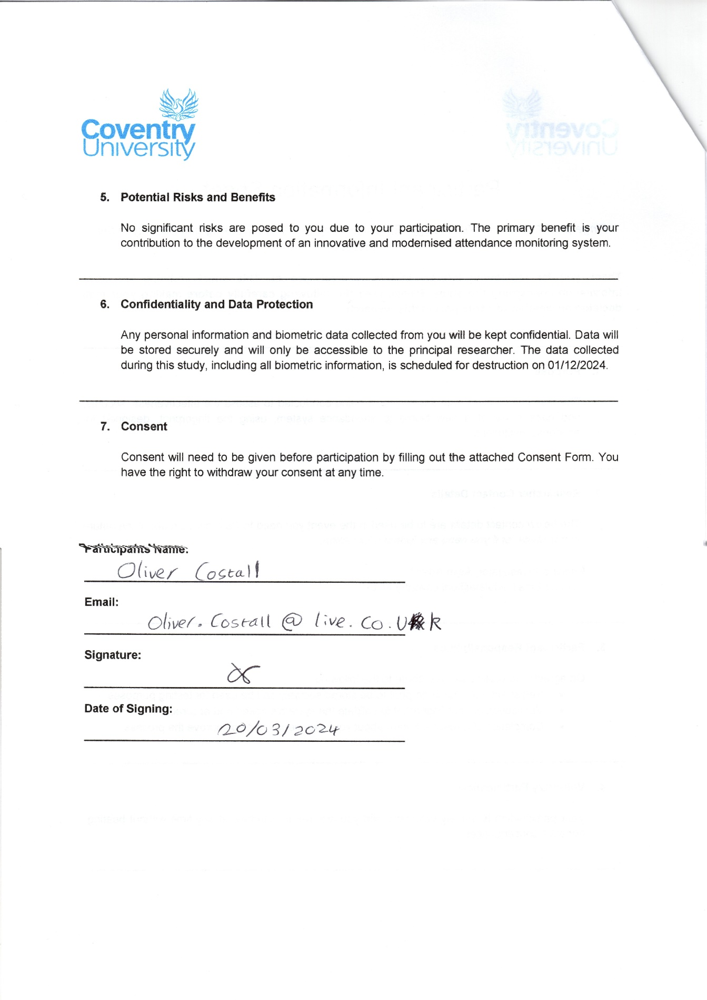 Coventry
University
5. Potential Risks and Benefits
No significant risks are posed to you due to your participation. The primary benefit is your
contribution to the development of an innovative and modernised attendance monitoring system.
6. Confidentiality and Data Protection
Any personal information and biometric data collected from you will be kept confidential. Data will
be stored securely and will only be accessible to the principal researcher. The data collected
during this study, including all biometric information, is scheduled for destruction on 01/12/2024.
7. Consent
Consent will need to be given before participation by filling out the attached Consent Form. You
have the right to withdraw your consent at any time.
Participants Name:
Oliver Costall
Email:
Oliver.Costall@live.co.uk
Signature:
Date of Signing:
20/03/2024